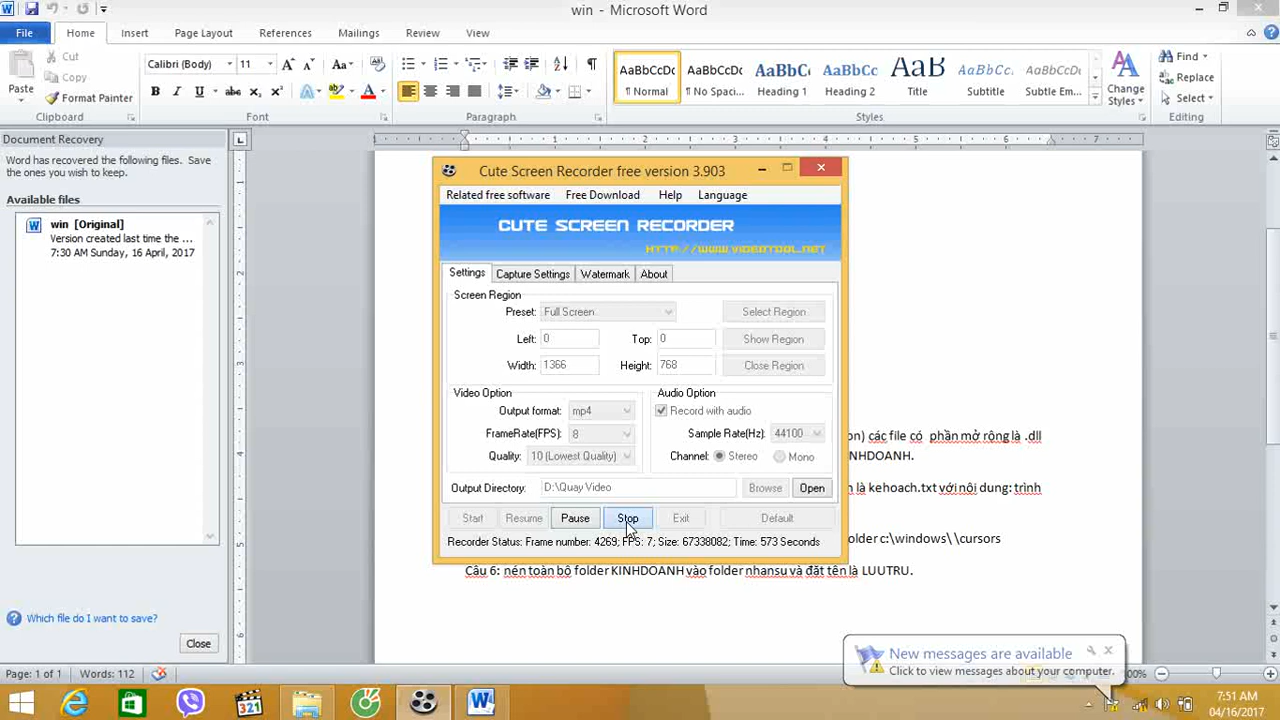 win - Microsoft Word
File Home Insert Page Layout References Mailings Review View
Paste
Cut
Copy
Format Painter
Clipboard
Calibri (Body) 11
Font
Paragraph
AaBbCcDc AaBbCcDc AaBbC AaBbCc AaB AaBbCc. AaBbCcDc
¶ Normal ¶ No Spaci... Heading 1 Heading 2 Title Subtitle Subtle Em...
Change Styles
Styles
Find
Replace
Select
Editing
Document Recovery
Word has recovered the following files. Save
the ones you wish to keep.
Available files
win [Original]
Version created last time the ...
7:30 AM Sunday, 16 April, 2017
Which file do I want to save?
Close
Cute Screen Recorder free version 3.903
Related free software Free Download Help Language
CUTE SCREEN RECORDER
HTTP://WWW.VIDEOTOOL.NET
Settings Capture Settings Watermark About
Screen Region
Preset: Full Screen Select Region
Left: 0 Top: 0 Show Region
Width: 1366 Height: 768 Close Region
Video Option Audio Option
Output format: mp4 Record with audio
FrameRate(FPS): 8 Sample Rate(Hz): 44100
Quality: 10 (Lowest Quality) Channel: Stereo Mono
Output Directory: D:\Quay Video Browse Open
Start Resume Pause Stop Exit Default
Recorder Status: Frame number: 4269; FPS: 7; Size: 67338082; Time: 573 Seconds
on) các file có phần mở rộng là .dll
NHDOANH.
n là kehoach.txt với nội dung: trình
older c:\windows\ \cursors
Câu 6: nén toàn bộ folder KINHDOANH vào folder nhansu và đặt tên là LUUTRU.
New messages are available
Click to view messages about your computer.
Page: 1 of 1 Words: 112 100%
321
7:51 AM
04/16/2017